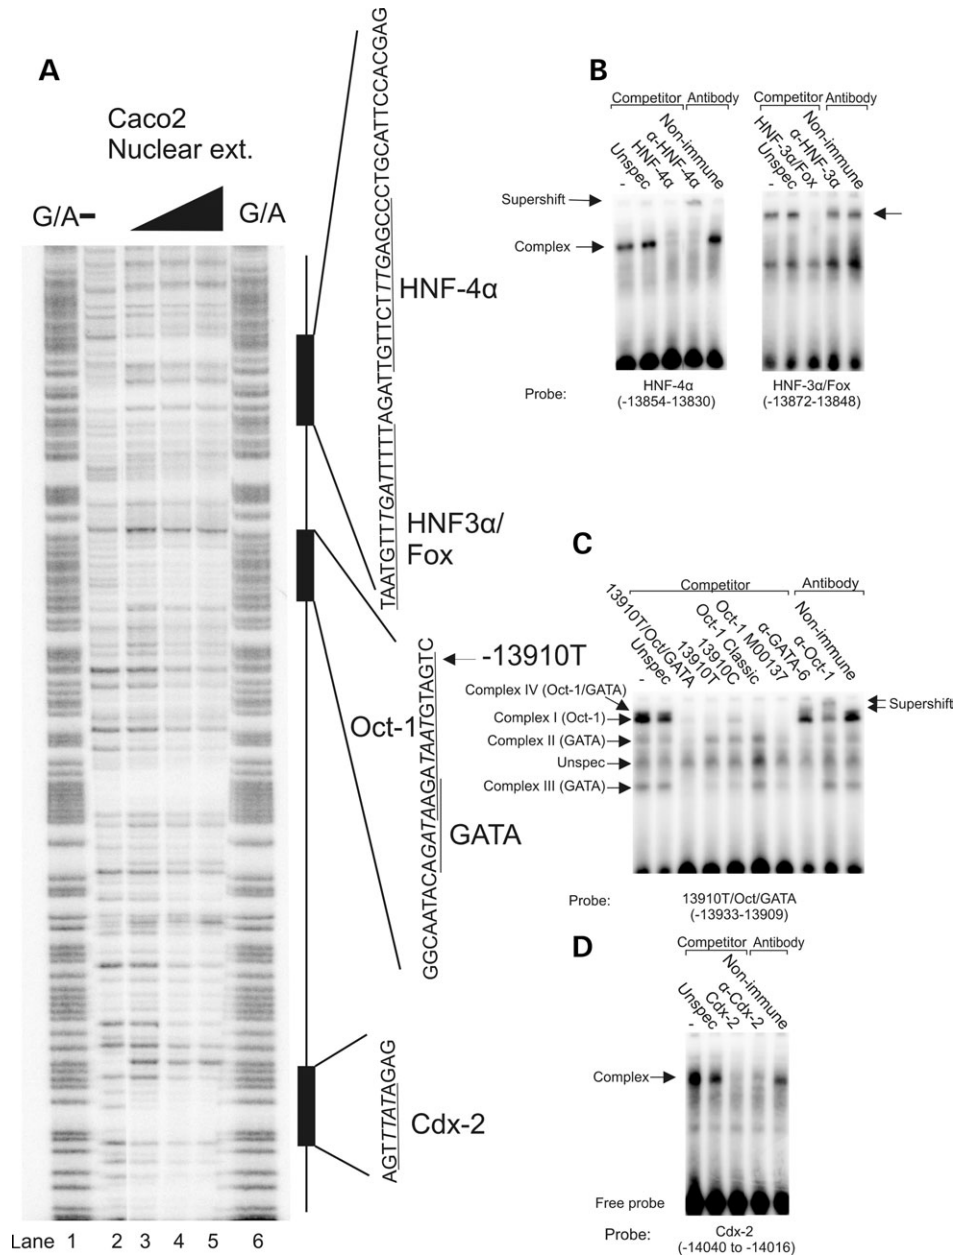 A
Caco2
Nuclear ext.
G/A
-
G/A
TAATGTTTGATTTTTAGATTGTTCTTTGAGCCCTGCATTCCACGAG
HNF-4α
HNF3α/
Fox
GGCAATACAGATAAGATAATGTAGTC
-13910T
Oct-1
GATA
AGTTTATAGAG
Cdx-2
Lane 1 2 3 4 5 6
B
Competitor Antibody
-
Unspec
HNF-4α
α-HNF-4α
Non-immune
Supershift
Complex
Probe:
HNF-4α
(-13854-13830)
Competitor Antibody
-
Unspec
HNF-3α/Fox
α-HNF-3α
Non-immune
HNF-3α/Fox
(-13872-13848)
C
Competitor
Antibody
-
Unspec
13910T/Oct/GATA
13910T
13910C
Oct-1 Classic
Oct-1 M00137
α-GATA-6
α-Oct-1
Non-immune
Complex IV (Oct-1/GATA)
Complex I (Oct-1)
Complex II (GATA)
Unspec
Complex III (GATA)
Supershift
Probe:
13910T/Oct/GATA
(-13933-13909)
D
Competitor Antibody
-
Unspec
Cdx-2
α-Cdx-2
Non-immune
Complex
Free probe
Probe:
Cdx-2
(-14040 to -14016)